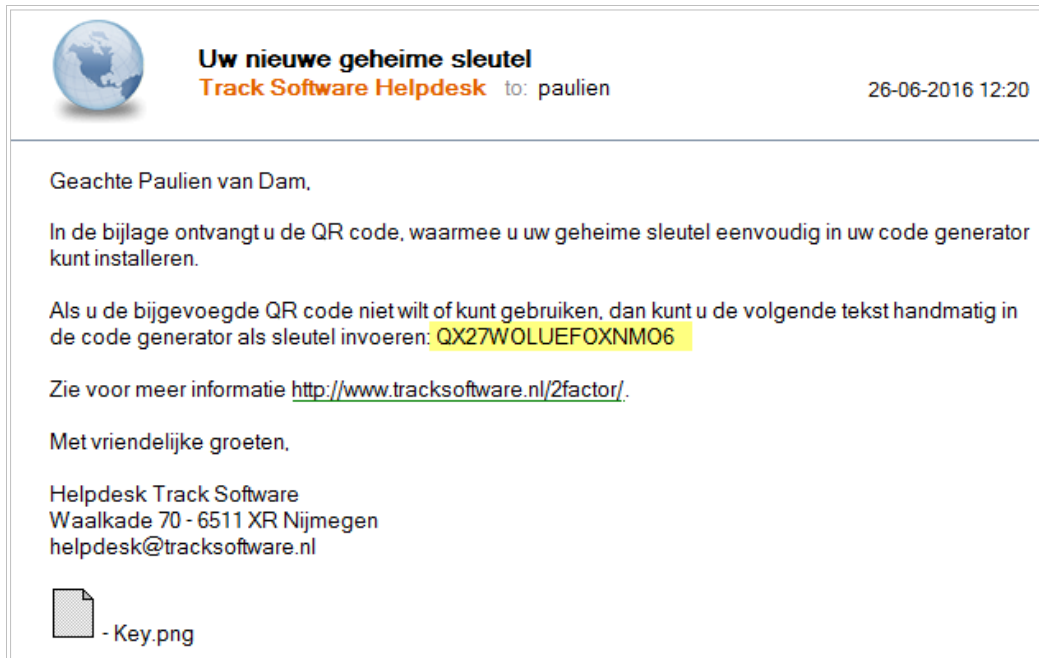 Uw nieuwe geheime sleutel
Track Software Helpdesk to: paulien 26-06-2016 12:20
Geachte Paulien van Dam,
In de bijlage ontvangt u de QR code, waarmee u uw geheime sleutel eenvoudig in uw code generator
kunt installeren.
Als u de bijgevoegde QR code niet wilt of kunt gebruiken, dan kunt u de volgende tekst handmatig in
de code generator als sleutel invoeren: QX27WOLUEFOXNMO6
Zie voor meer informatie http://www.tracksoftware.nl/2factor/.
Met vriendelijke groeten,
Helpdesk Track Software
Waalkade 70 - 6511 XR Nijmegen
helpdesk@tracksoftware.nl
- Key.png